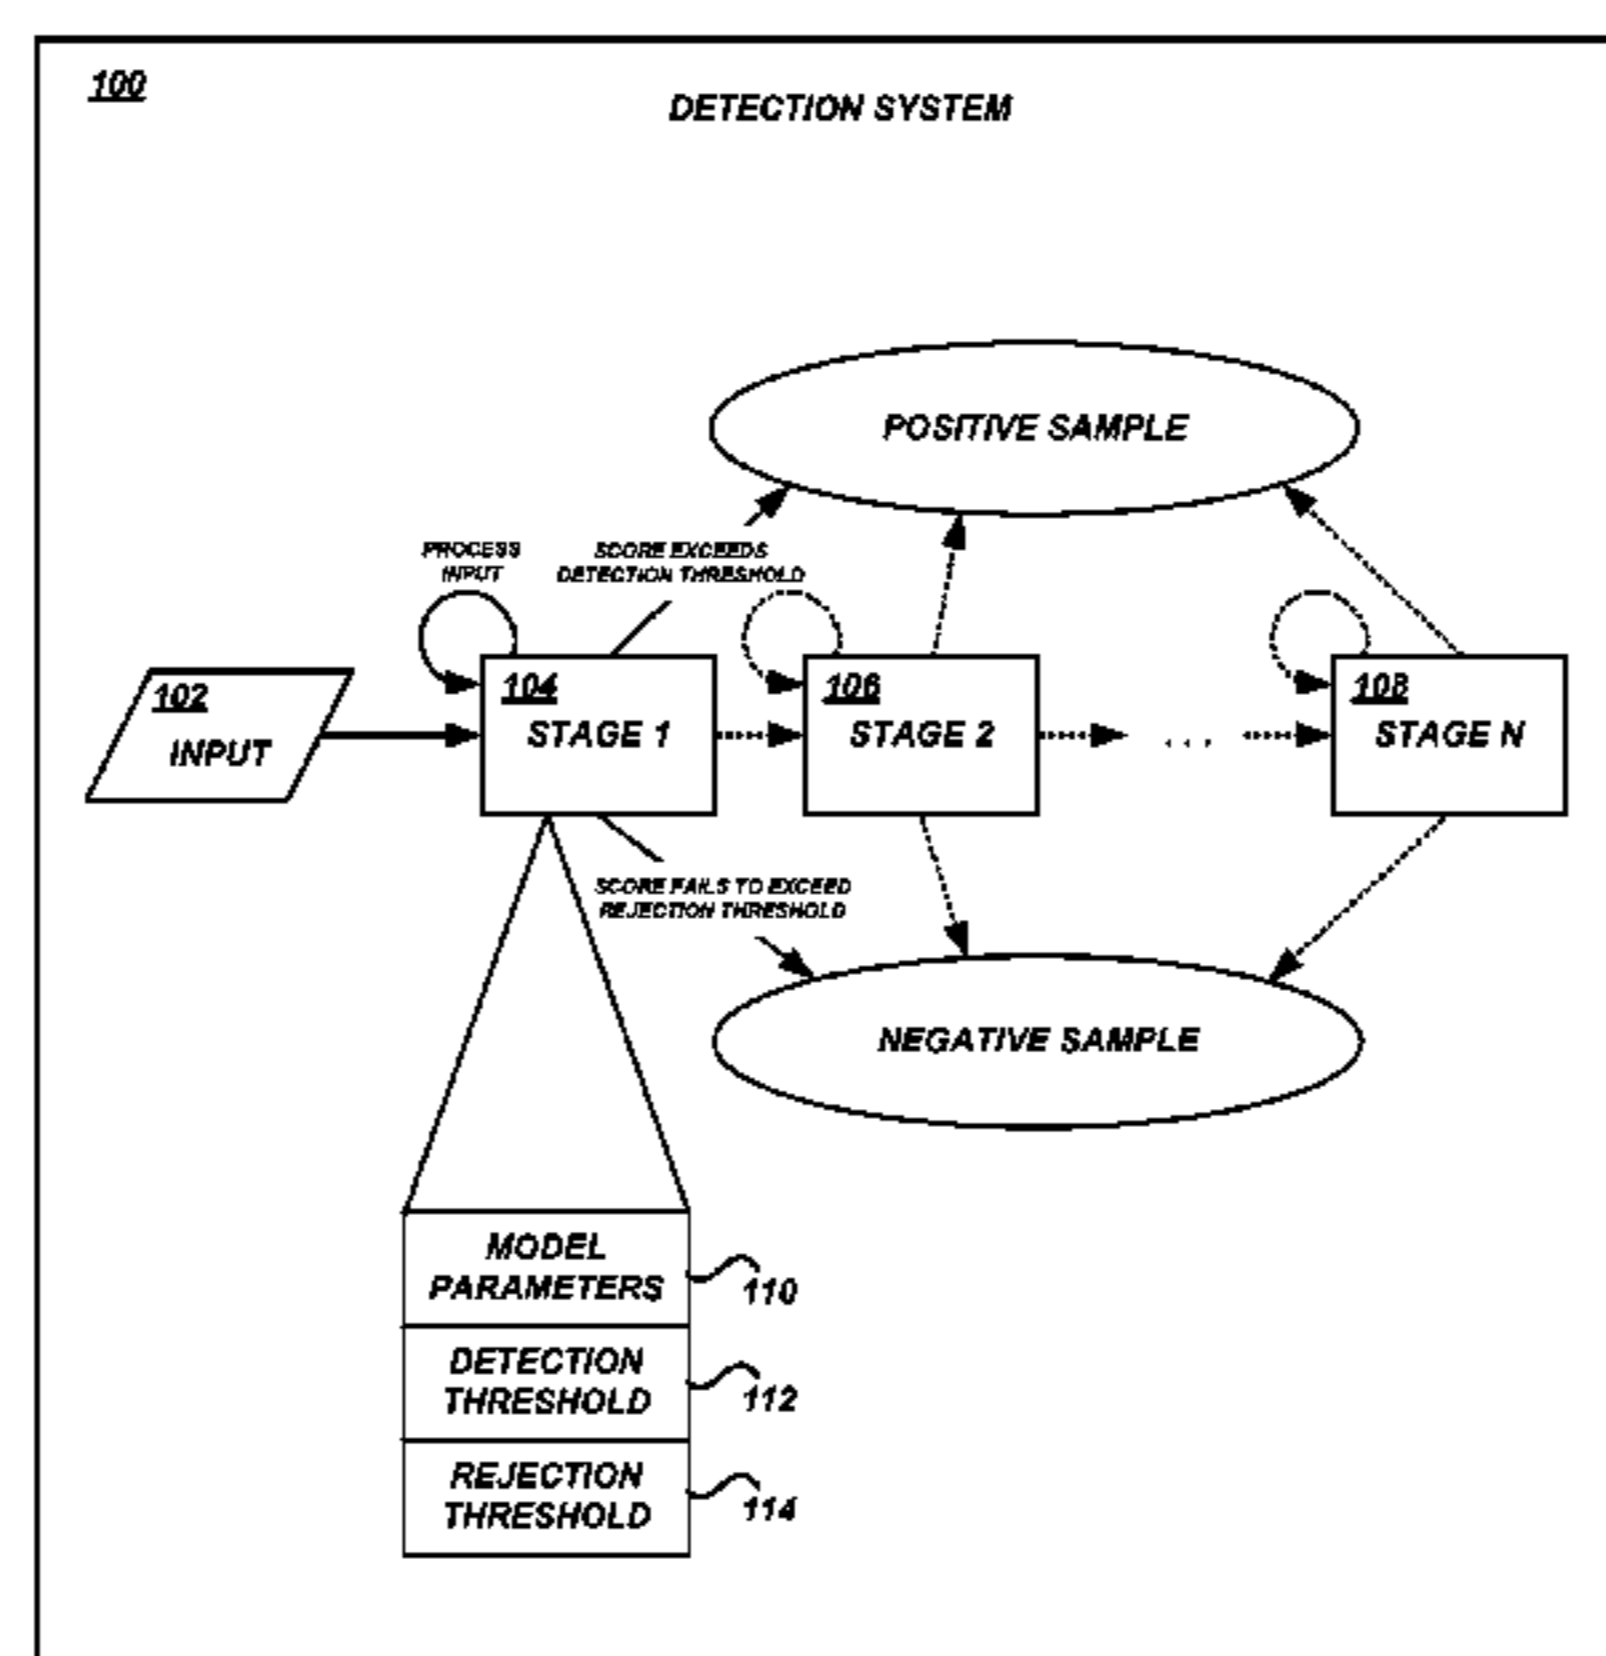 100
DETECTION SYSTEM
POSITIVE SAMPLE
PROCESS
INPUT
SCORE EXCEEDS
DETECTION THRESHOLD
102
INPUT
104
STAGE 1
106
STAGE 2
. . .
108
STAGE N
SCORE FAILS TO EXCEED
REJECTION THRESHOLD
NEGATIVE SAMPLE
MODEL
PARAMETERS
110
DETECTION
THRESHOLD
112
REJECTION
THRESHOLD
114